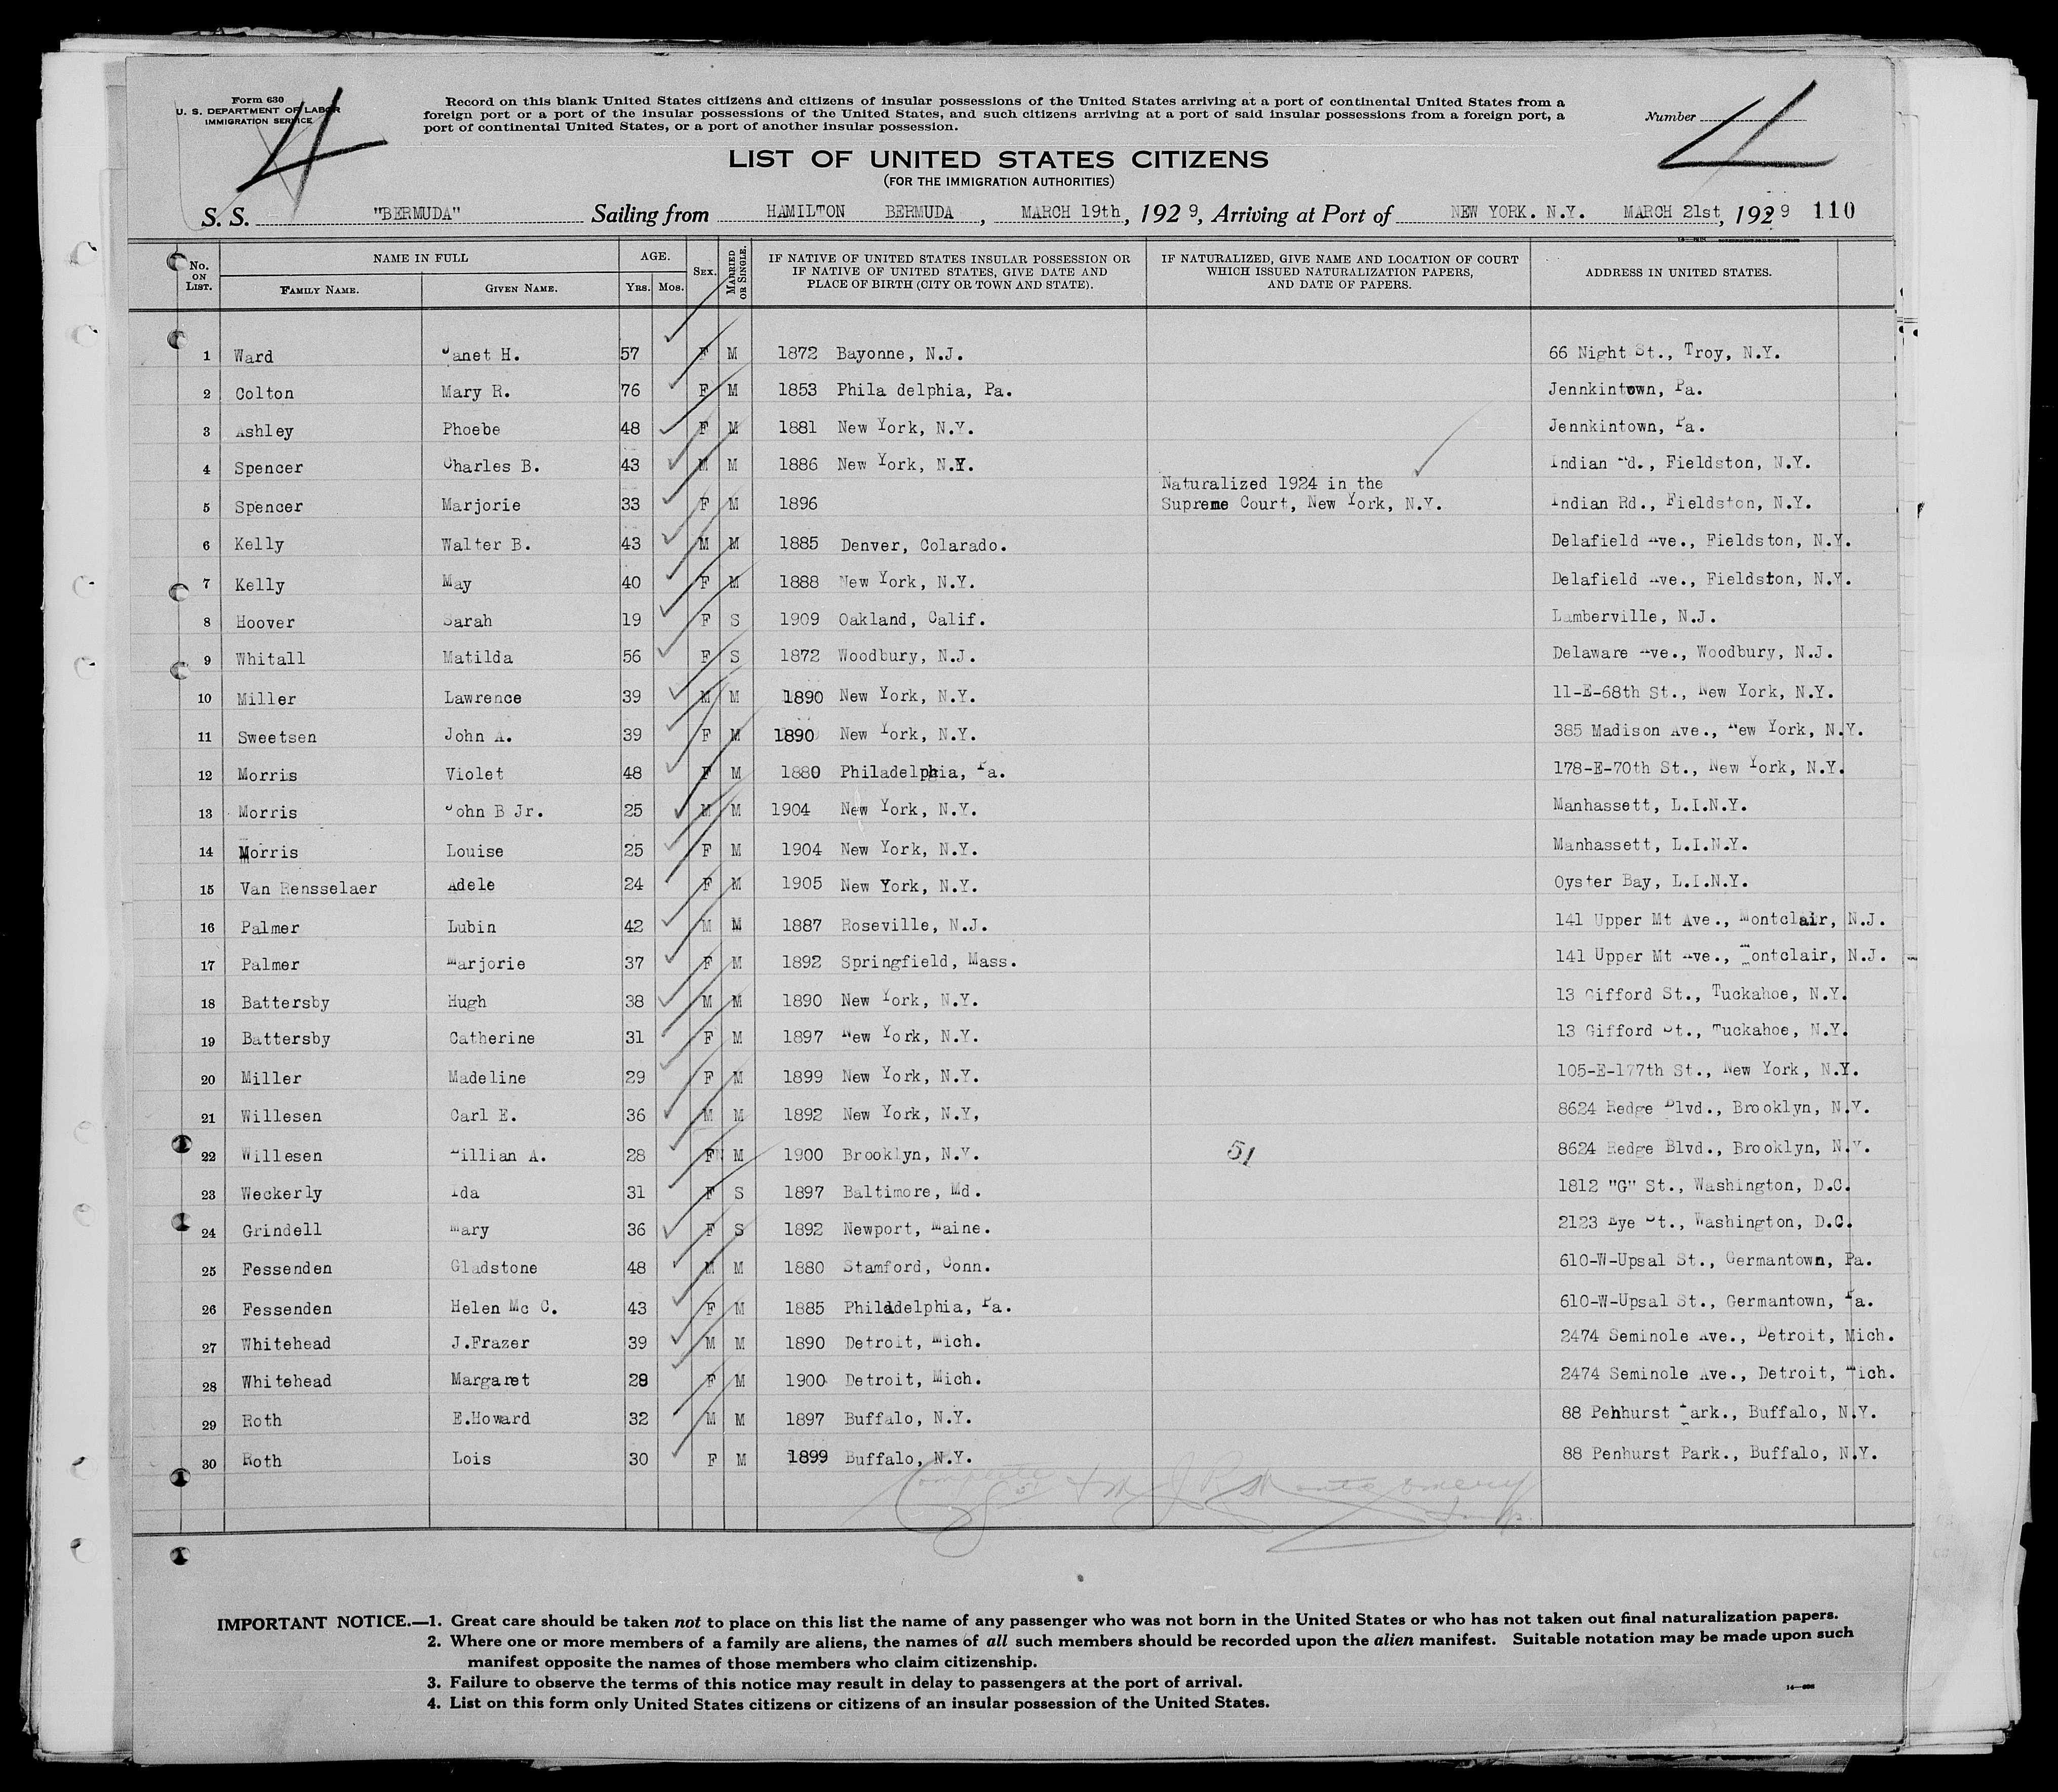 Form 630
U. S. DEPARTMENT OF LABOR
IMMIGRATION SERVICE
4
Record on this blank United States citizens and citizens of insular possessions of the United States arriving at a port of continental United States from a
foreign port or a port of the insular possessions of the United States, and such citizens arriving at a port of said insular possessions from a foreign port, a
port of continental United States, or a port of another insular possession.
Number
4
LIST OF UNITED STATES CITIZENS
(FOR THE IMMIGRATION AUTHORITIES)
S. S. "BERMUDA" Sailing from HAMILTON BERMUDA, MARCH 19th, 1929, Arriving at Port of NEW YORK. N.Y. MARCH 21st, 1929 110
No. ON LIST. NAME IN FULL FAMILY NAME. GIVEN NAME. AGE. Yrs. Mos. SEX. MARRIED OR SINGLE. IF NATIVE OF UNITED STATES INSULAR POSSESSION OR IF NATIVE OF UNITED STATES, GIVE DATE AND PLACE OF BIRTH (CITY OR TOWN AND STATE). IF NATURALIZED, GIVE NAME AND LOCATION OF COURT WHICH ISSUED NATURALIZATION PAPERS, AND DATE OF PAPERS. ADDRESS IN UNITED STATES.
1 Ward Janet H. 57 F M 1872 Bayonne, N.J. 66 Night St., Troy, N.Y.
2 Colton Mary R. 76 F M 1853 Phila delphia, Pa. Jennkintown, Pa.
3 Ashley Phoebe 48 F M 1881 New York, N.Y. Jennkintown, Pa.
4 Spencer Charles B. 43 M M 1886 New York, N.Y. Indian Rd., Fieldston, N.Y.
Naturalized 1924 in the
5 Spencer Marjorie 33 F M 1896 Supreme Court, New York, N.Y. Indian Rd., Fieldston, N.Y.
6 Kelly Walter B. 43 M M 1885 Denver, Colarado. Delafield Ave., Fieldston, N.Y.
7 Kelly May 40 F M 1888 New York, N.Y. Delafield Ave., Fieldston, N.Y.
8 Hoover Sarah 19 F S 1909 Oakland, Calif. Lamberville, N.J.
9 Whitall Matilda 56 F S 1872 Woodbury, N.J. Delaware Ave., Woodbury, N.J.
10 Miller Lawrence 39 M M 1890 New York, N.Y. 11-E-68th St., New York, N.Y.
11 Sweetsen John A. 39 F M 1890 New York, N.Y. 385 Madison Ave., New York, N.Y.
12 Morris Violet 48 F M 1880 Philadelphia, Pa. 178-E-70th St., New York, N.Y.
13 Morris John B Jr. 25 M M 1904 New York, N.Y. Manhassett, L.I.N.Y.
14 Morris Louise 25 F M 1904 New York, N.Y. Manhassett, L.I.N.Y.
15 Van Rensselaer Adele 24 F M 1905 New York, N.Y. Oyster Bay, L.I.N.Y.
16 Palmer Lubin 42 M M 1887 Roseville, N.J. 141 Upper Mt Ave., Montclair, N.J.
17 Palmer Marjorie 37 F M 1892 Springfield, Mass. 141 Upper Mt Ave., Montclair, N.J.
18 Battersby Hugh 38 M M 1890 New York, N.Y. 13 Gifford St., Tuckahoe, N.Y.
19 Battersby Catherine 31 F M 1897 New York, N.Y. 13 Gifford St., Tuckahoe, N.Y.
20 Miller Madeline 29 F M 1899 New York, N.Y. 105-E-177th St., New York, N.Y.
21 Willesen Carl E. 36 M M 1892 New York, N.Y, 8624 Redge Blvd., Brooklyn, N.Y.
22 Willesen Lillian A. 28 F M 1900 Brooklyn, N.Y. 51 8624 Redge Blvd., Brooklyn, N.Y.
23 Weckerly Ida 31 F S 1897 Baltimore, Md. 1812 "G" St., Washington, D.C.
24 Grindell Mary 36 F S 1892 Newport, Maine. 2123 Eye St., Washington, D.C.
25 Fessenden Gladstone 48 M M 1880 Stamford, Conn. 610-W-Upsal St., Germantown, Pa.
26 Fessenden Helen Mc C. 43 F M 1885 Philadelphia, Pa. 610-W-Upsal St., Germantown, Pa.
27 Whitehead J.Frazer 39 M M 1890 Detroit, Mich. 2474 Seminole Ave., Detroit, Mich.
28 Whitehead Margaret 28 F M 1900 Detroit, Mich. 2474 Seminole Ave., Detroit, Mich.
29 Roth E.Howard 32 M M 1897 Buffalo, N.Y. 88 Penhurst Park., Buffalo, N.Y.
30 Roth Lois 30 F M 1899 Buffalo, N.Y. 88 Penhurst Park., Buffalo, N.Y.
IMPORTANT NOTICE.—1. Great care should be taken not to place on this list the name of any passenger who was not born in the United States or who has not taken out final naturalization papers.
2. Where one or more members of a family are aliens, the names of all such members should be recorded upon the alien manifest. Suitable notation may be made upon such
manifest opposite the names of those members who claim citizenship.
3. Failure to observe the terms of this notice may result in delay to passengers at the port of arrival.
4. List on this form only United States citizens or citizens of an insular possession of the United States.